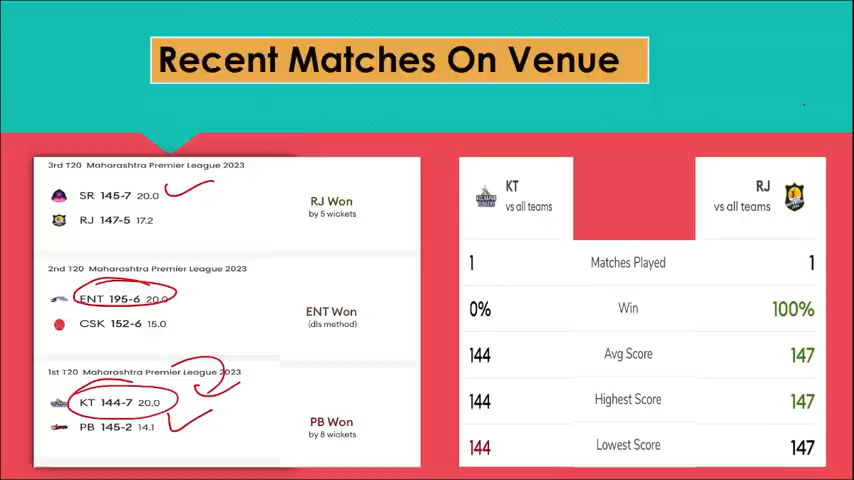 Recent Matches On Venue
3rd T20 Maharashtra Premier League 2023
SR 145-7 20.0
RJ 147-5 17.2
RJ Won
by 5 wickets
2nd T20 Maharashtra Premier League 2023
ENT 195-6 20.0
CSK 152-6 15.0
ENT Won
(dls method)
1st T20 Maharashtra Premier League 2023
KT 144-7 20.0
PB 145-2 14.1
PB Won
by 8 wickets
KT
vs all teams
RJ
vs all teams
1 Matches Played 1
0% Win 100%
144 Avg Score 147
144 Highest Score 147
144 Lowest Score 147